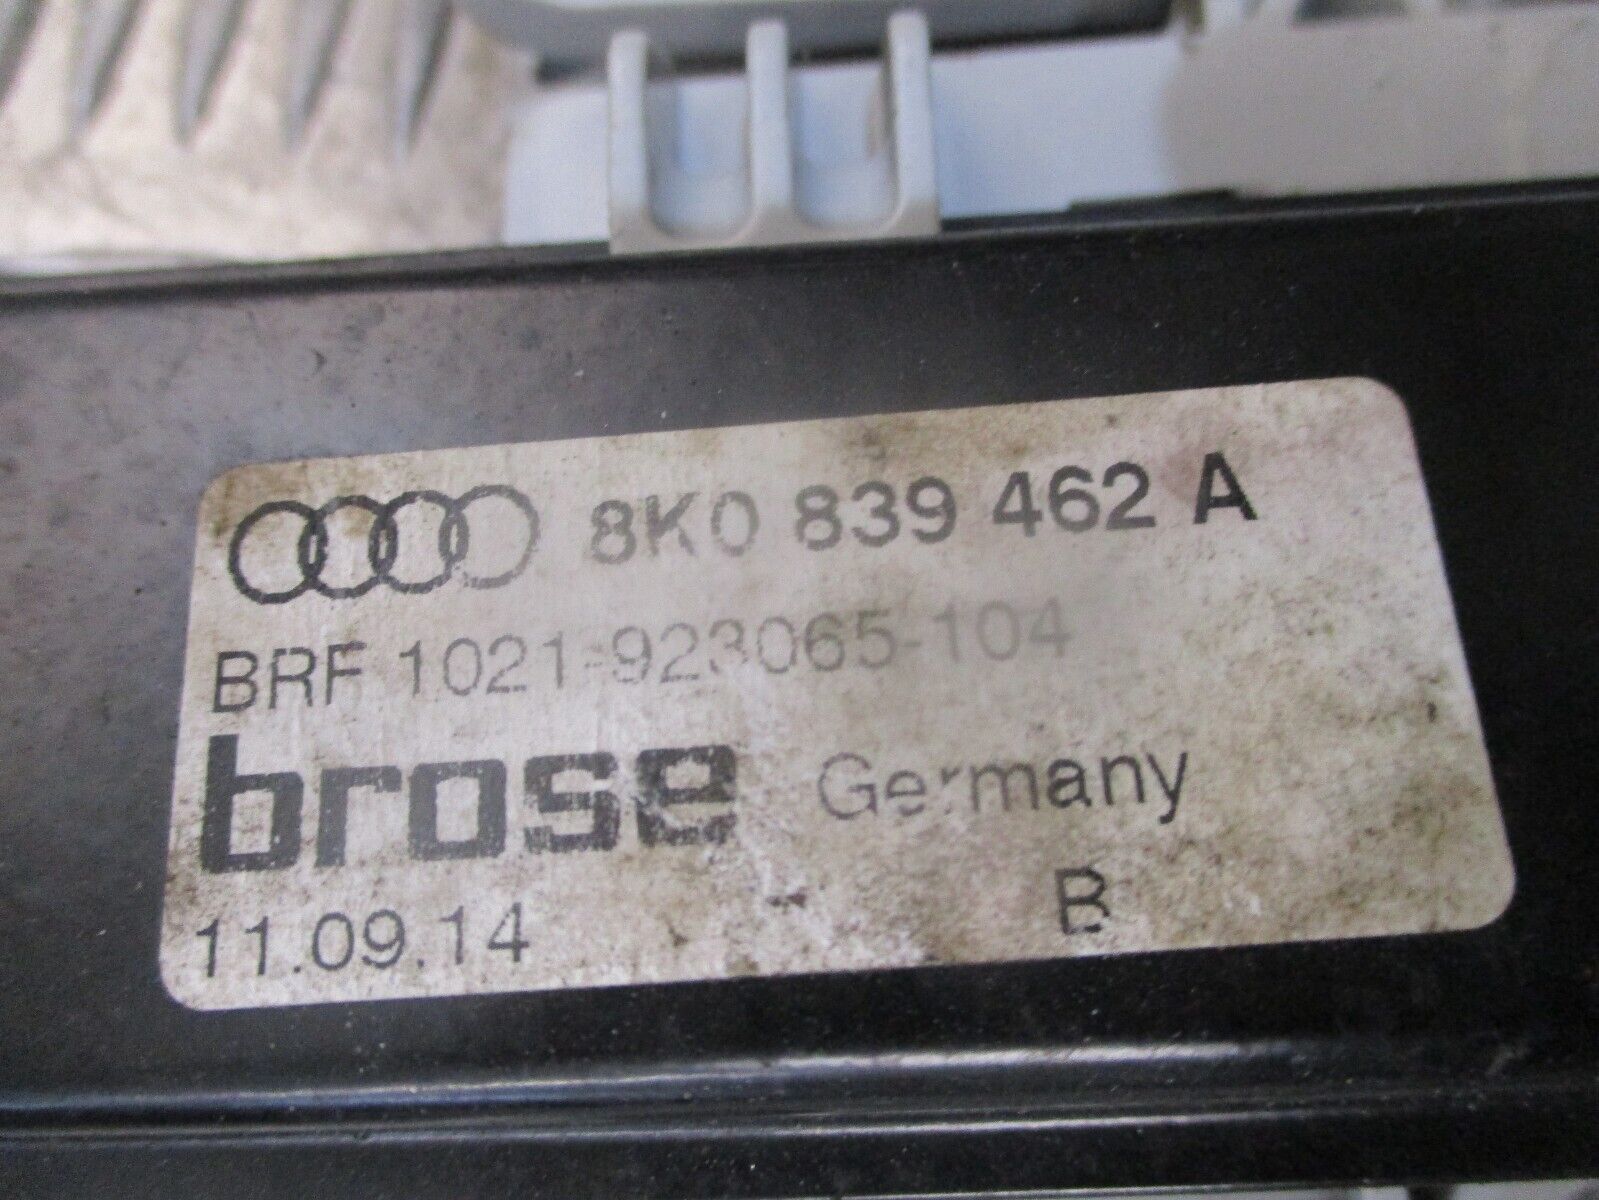 8K0 839 462 A
BRF 1021-923065-104
brose Germany
11.09.14 B